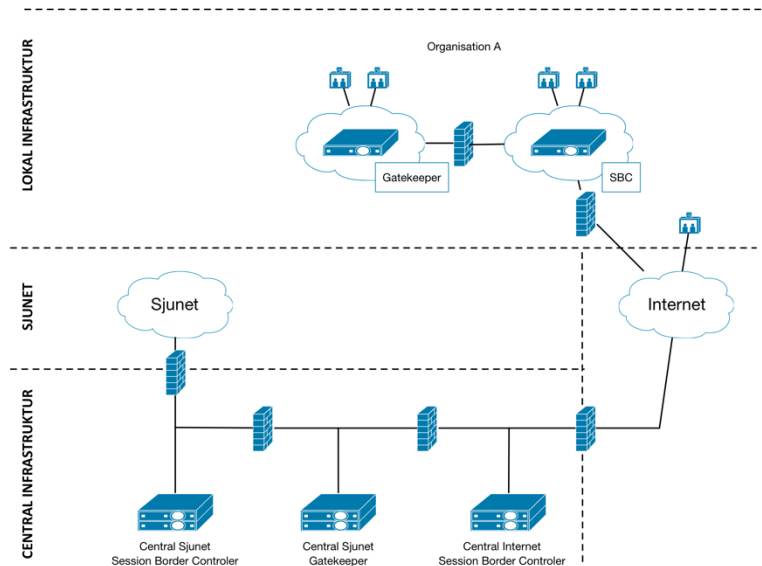 LOKAL INFRASTRUKTUR
Organisation A
Gatekeeper
SBC
SJUNET
Sjunet
Internet
CENTRAL INFRASTRUKTUR
Central Sjunet
Session Border Controler
Central Sjunet
Gatekeeper
Central Internet
Session Border Controler